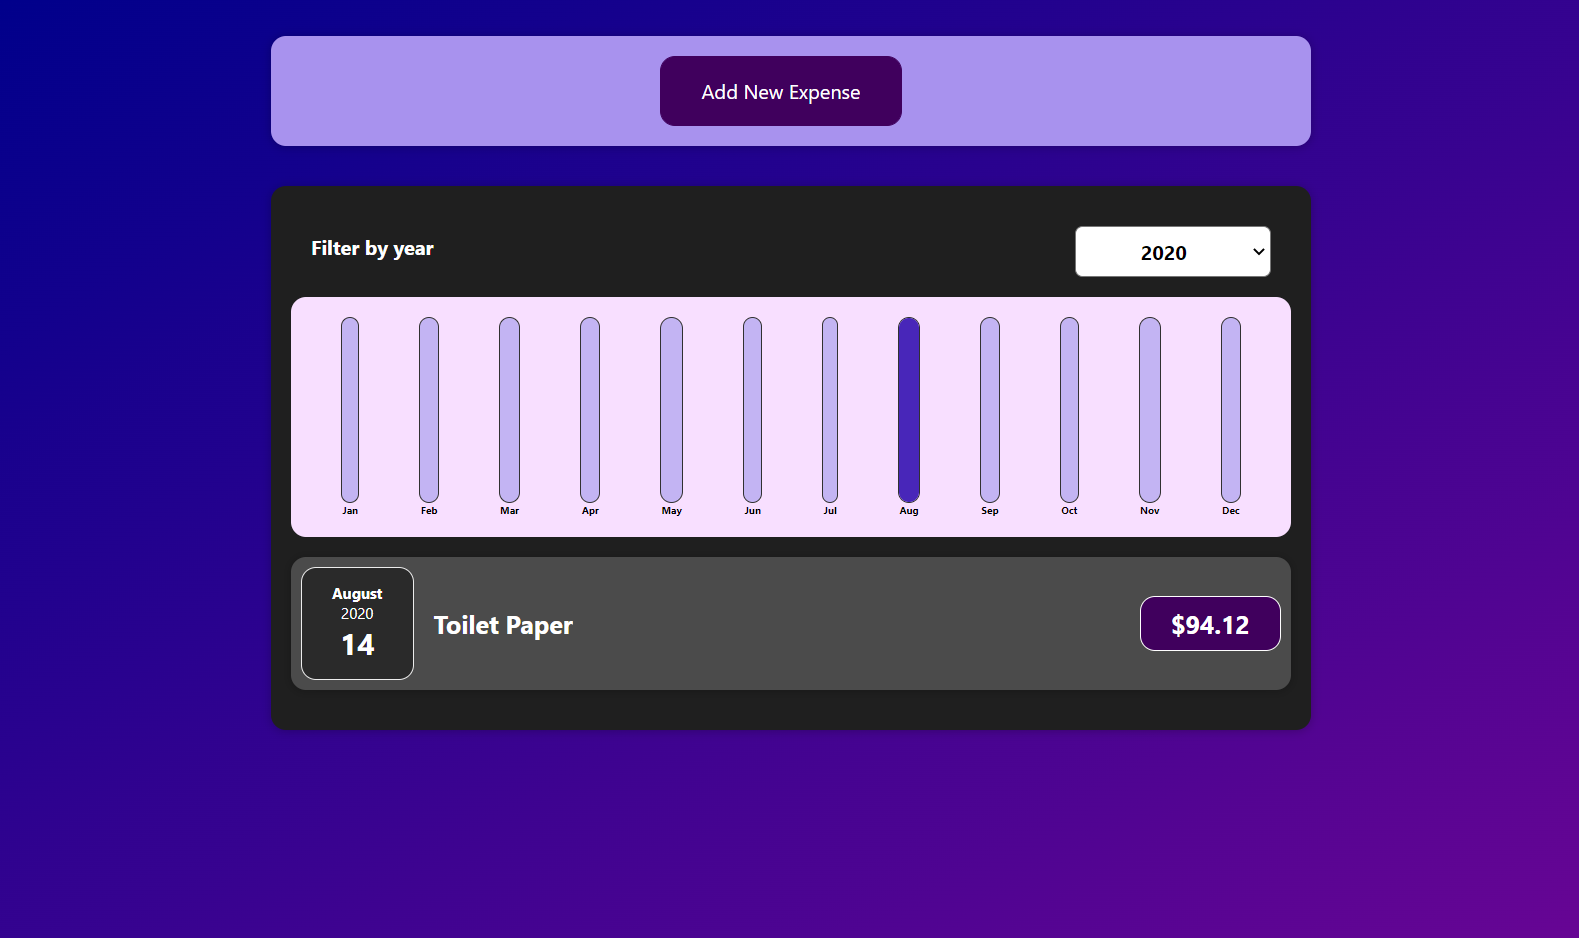 Add New Expense
Filter by year
2020
Jan Feb Mar Apr May Jun Jul Aug Sep Oct Nov Dec
August
2020
14
Toilet Paper
$94.12